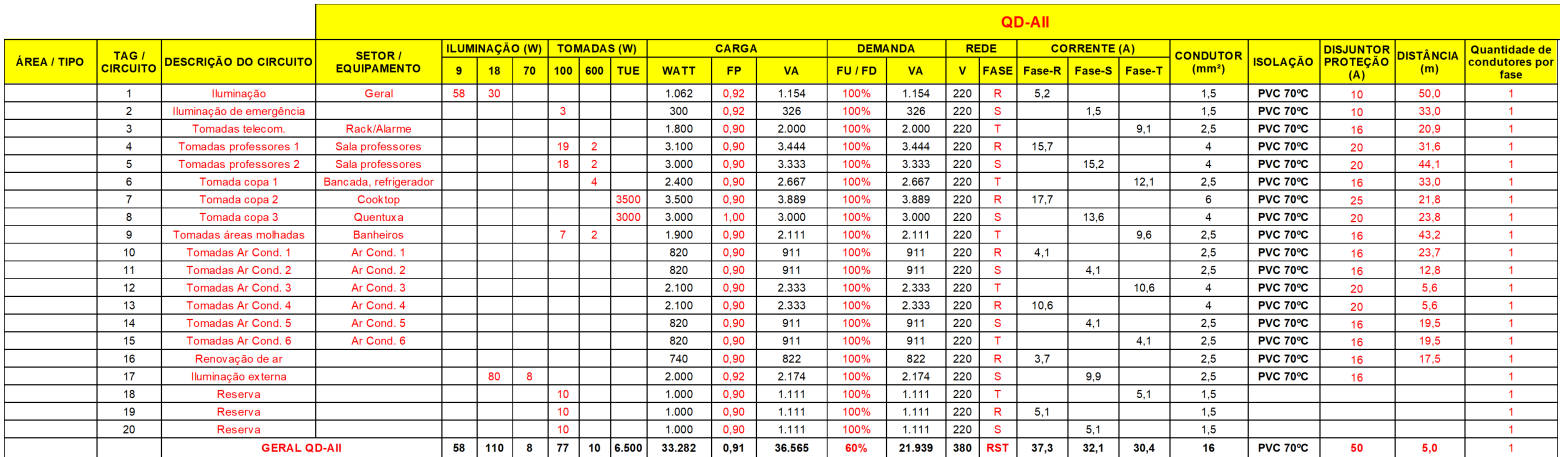 QD-AII
ÁREA / TIPO TAG / CIRCUITO DESCRIÇÃO DO CIRCUITO SETOR / EQUIPAMENTO ILUMINAÇÃO (W) TOMADAS (W) CARGA DEMANDA REDE CORRENTE (A) CONDUTOR (mm²) ISOLAÇÃO DISJUNTOR PROTEÇÃO (A) DISTÂNCIA (m) Quantidade de condutores por fase
9 18 70 100 600 TUE WATT FP VA FU / FD VA V FASE Fase-R Fase-S Fase-T
1 Iluminação Geral 58 30 1.062 0,92 1.154 100% 1.154 220 R 5,2 1,5 PVC 70ºC 10 50,0 1
2 Iluminação de emergência 3 300 0,92 326 100% 326 220 S 1,5 1,5 PVC 70ºC 10 33,0 1
3 Tomadas telecom. Rack/Alarme 1.800 0,90 2.000 100% 2.000 220 T 9,1 2,5 PVC 70ºC 16 20,9 1
4 Tomadas professores 1 Sala professores 19 2 3.100 0,90 3.444 100% 3.444 220 R 15,7 4 PVC 70ºC 20 31,6 1
5 Tomadas professores 2 Sala professores 18 2 3.000 0,90 3.333 100% 3.333 220 S 15,2 4 PVC 70ºC 20 44,1 1
6 Tomada copa 1 Bancada, refrigerador 4 2.400 0,90 2.667 100% 2.667 220 T 12,1 2,5 PVC 70ºC 16 33,0 1
7 Tomada copa 2 Cooktop 3500 3.500 0,90 3.889 100% 3.889 220 R 17,7 6 PVC 70ºC 25 21,8 1
8 Tomada copa 3 Quentuxa 3000 3.000 1,00 3.000 100% 3.000 220 S 13,6 4 PVC 70ºC 20 23,8 1
9 Tomadas áreas molhadas Banheiros 7 2 1.900 0,90 2.111 100% 2.111 220 T 9,6 2,5 PVC 70ºC 16 43,2 1
10 Tomadas Ar Cond. 1 Ar Cond. 1 820 0,90 911 100% 911 220 R 4,1 2,5 PVC 70ºC 16 23,7 1
11 Tomadas Ar Cond. 2 Ar Cond. 2 820 0,90 911 100% 911 220 S 4,1 2,5 PVC 70ºC 16 12,8 1
12 Tomadas Ar Cond. 3 Ar Cond. 3 2.100 0,90 2.333 100% 2.333 220 T 10,6 4 PVC 70ºC 20 5,6 1
13 Tomadas Ar Cond. 4 Ar Cond. 4 2.100 0,90 2.333 100% 2.333 220 R 10,6 4 PVC 70ºC 20 5,6 1
14 Tomadas Ar Cond. 5 Ar Cond. 5 820 0,90 911 100% 911 220 S 4,1 2,5 PVC 70ºC 16 19,5 1
15 Tomadas Ar Cond. 6 Ar Cond. 6 820 0,90 911 100% 911 220 T 4,1 2,5 PVC 70ºC 16 19,5 1
16 Renovação de ar 740 0,90 822 100% 822 220 R 3,7 2,5 PVC 70ºC 16 17,5 1
17 Iluminação externa 80 8 2.000 0,92 2.174 100% 2.174 220 S 9,9 2,5 PVC 70ºC 16 1
18 Reserva 10 1.000 0,90 1.111 100% 1.111 220 T 5,1 1,5 1
19 Reserva 10 1.000 0,90 1.111 100% 1.111 220 R 5,1 1,5 1
20 Reserva 10 1.000 0,90 1.111 100% 1.111 220 S 5,1 1,5 1
GERAL QD-AII 58 110 8 77 10 6.500 33.282 0,91 36.565 60% 21.939 380 RST 37,3 32,1 30,4 16 PVC 70ºC 50 5,0 1